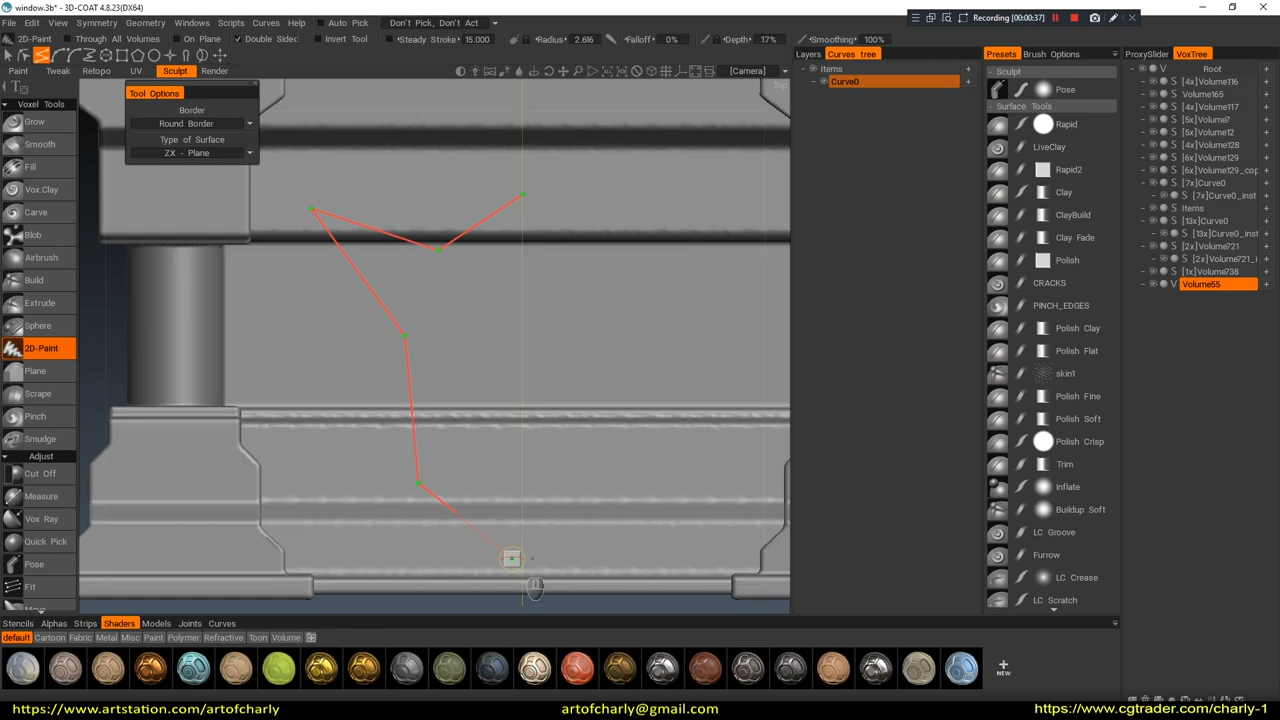 window.3b* - 3D-COAT 4.8.23(DX64)
Recording [00:00:37]
File Edit View Symmetry Geometry Windows Scripts Curves Help Auto Pick Don't Pick, Don't Act
2D-Paint Through All Volumes On Plane Double Sided Invert Tool Steady Stroke 15.000 Radius 2.616 Falloff 0% Depth 17% Smoothing 100%
Paint Tweak Retopo UV Sculpt Render [Camera]
Layers Curves tree
Items
Curve0
Presets Brush Options
Sculpt
Pose
Surface Tools
Rapid
LiveClay
Rapid2
Clay
ClayBuild
Clay Fade
Polish
CRACKS
PINCH_EDGES
Polish Clay
Polish Flat
skin1
Polish Fine
Polish Soft
Polish Crisp
Trim
Inflate
Buildup Soft
LC Groove
Furrow
LC Crease
LC Scratch
ProxySlider VoxTree
V Root
S [4x]Volume116
S Volume165
S [4x]Volume117
S [5x]Volume7
S [5x]Volume12
S [4x]Volume128
S [6x]Volume129
S [6x]Volume129_cop
S [7x]Curve0
S [7x]Curve0_inst
S Items
S [13x]Curve0
S [13x]Curve0_inst
S [2x]Volume721
S [2x]Volume721_i
S [1x]Volume738
V Volume55
Voxel Tools
Grow
Smooth
Fill
Vox.Clay
Carve
Blob
Airbrush
Build
Extrude
Sphere
2D-Paint
Plane
Scrape
Pinch
Smudge
Adjust
Cut Off
Measure
Vox Ray
Quick Pick
Pose
Fit
Move
Tool Options
Border
Round Border
Type of Surface
ZX - Plane
Top
Stencils Alphas Strips Shaders Models Joints Curves
default Cartoon Fabric Metal Misc Paint Polymer Refractive Toon Volume
NEW
https://www.artstation.com/artofcharly
artofcharly@gmail.com
https://www.cgtrader.com/charly-1